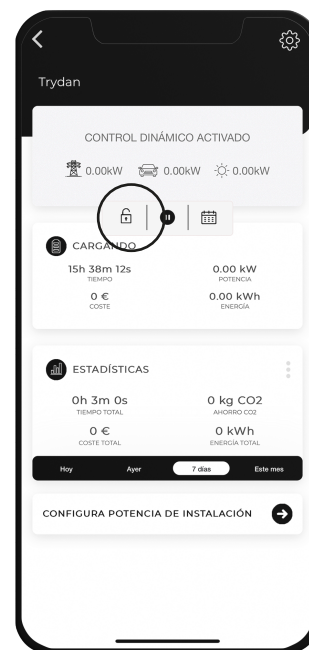 Trydan
CONTROL DINÁMICO ACTIVADO
0.00kW 0.00kW 0.00kW
CARGANDO
15h 38m 12s 0.00 kW
TIEMPO POTENCIA
0 € 0.00 kWh
COSTE ENERGÍA
ESTADÍSTICAS
0h 3m 0s 0 kg CO2
TIEMPO TOTAL AHORRO CO2
0 € 0 kWh
COSTE TOTAL ENERGÍA TOTAL
Hoy Ayer 7 días Este mes
CONFIGURA POTENCIA DE INSTALACIÓN